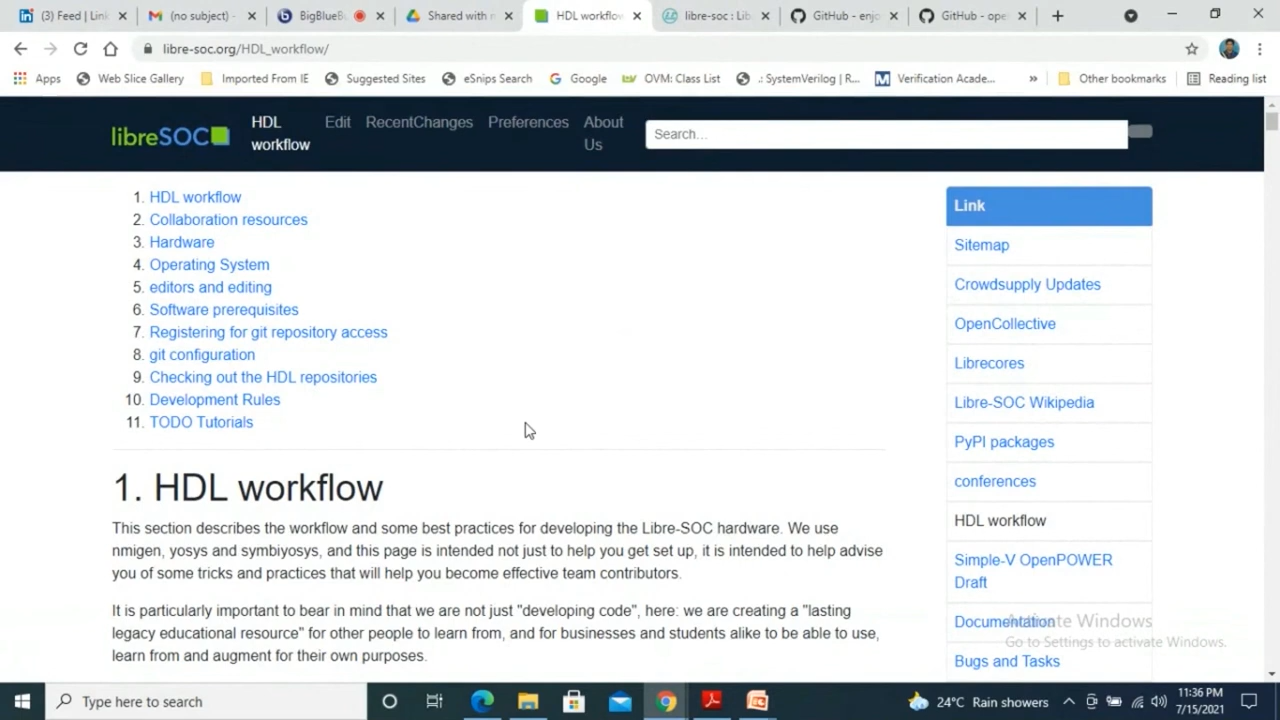 (3) Feed | Link
(no subject) -
BigBlueBu
Shared with m
HDL workflow
libre-soc : Lib
GitHub - enjo
GitHub - ope
libre-soc.org/HDL_workflow/
Apps
Web Slice Gallery
Imported From IE
Suggested Sites
eSnips Search
Google
OVM: Class List
.: SystemVerilog | R...
Verification Acade...
»
Other bookmarks
Reading list
libreSOC
HDL
workflow
Edit
RecentChanges
Preferences
About
Us
Search...
1. HDL workflow
2. Collaboration resources
3. Hardware
4. Operating System
5. editors and editing
6. Software prerequisites
7. Registering for git repository access
8. git configuration
9. Checking out the HDL repositories
10. Development Rules
11. TODO Tutorials
1. HDL workflow
This section describes the workflow and some best practices for developing the Libre-SOC hardware. We use
nmigen, yosys and symbiyosys, and this page is intended not just to help you get set up, it is intended to help advise
you of some tricks and practices that will help you become effective team contributors.
It is particularly important to bear in mind that we are not just "developing code", here: we are creating a "lasting
legacy educational resource" for other people to learn from, and for businesses and students alike to be able to use,
learn from and augment for their own purposes.
Link
Sitemap
Crowdsupply Updates
OpenCollective
Librecores
Libre-SOC Wikipedia
PyPI packages
conferences
HDL workflow
Simple-V OpenPOWER
Draft
Documentation
Bugs and Tasks
Activate Windows
Go to Settings to activate Windows.
Type here to search
24°C Rain showers
11:36 PM
7/15/2021